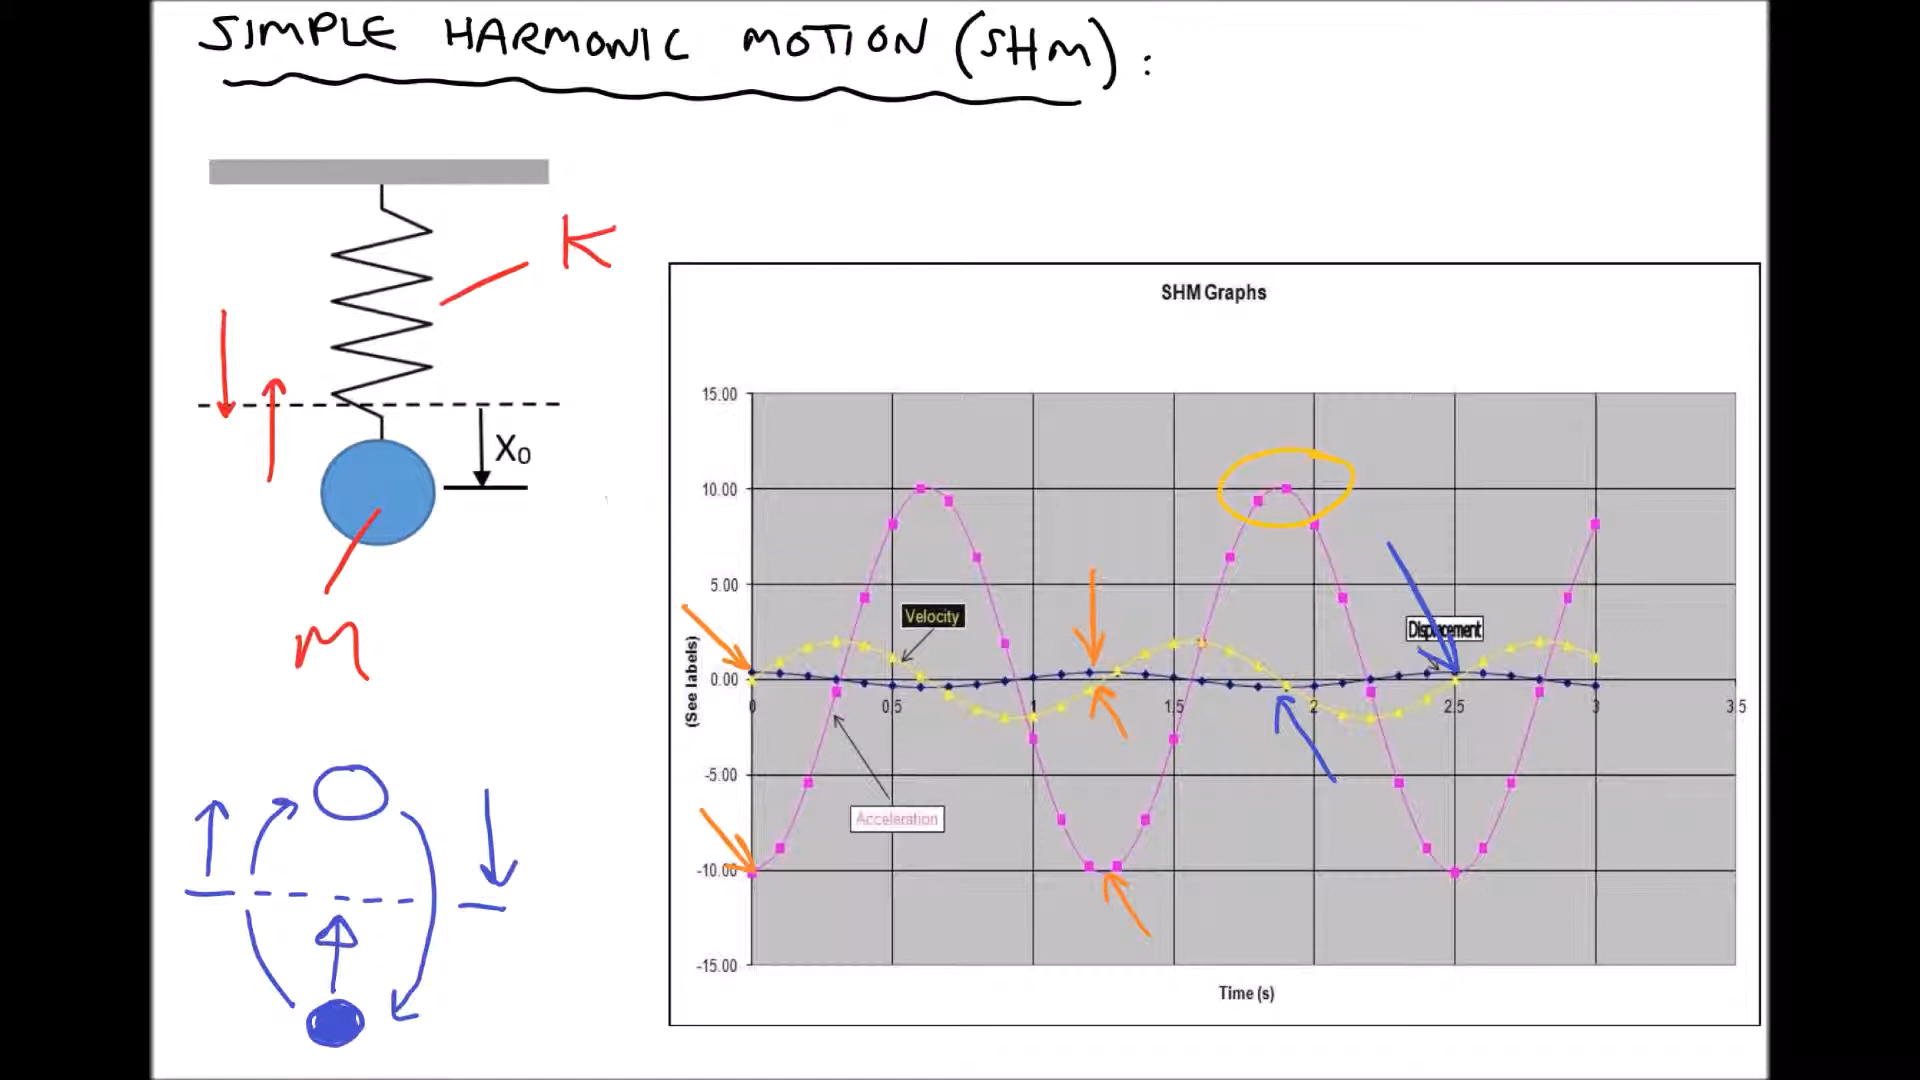 SIMPLE HARMONIC MOTION (SHM):
K
X0
M
SHM Graphs
15.00
10.00
5.00
0.00
-5.00
-10.00
-15.00
(See labels)
Velocity
Displacement
Acceleration
0 0.5 1 1.5 2 2.5 3 3.5
Time (s)